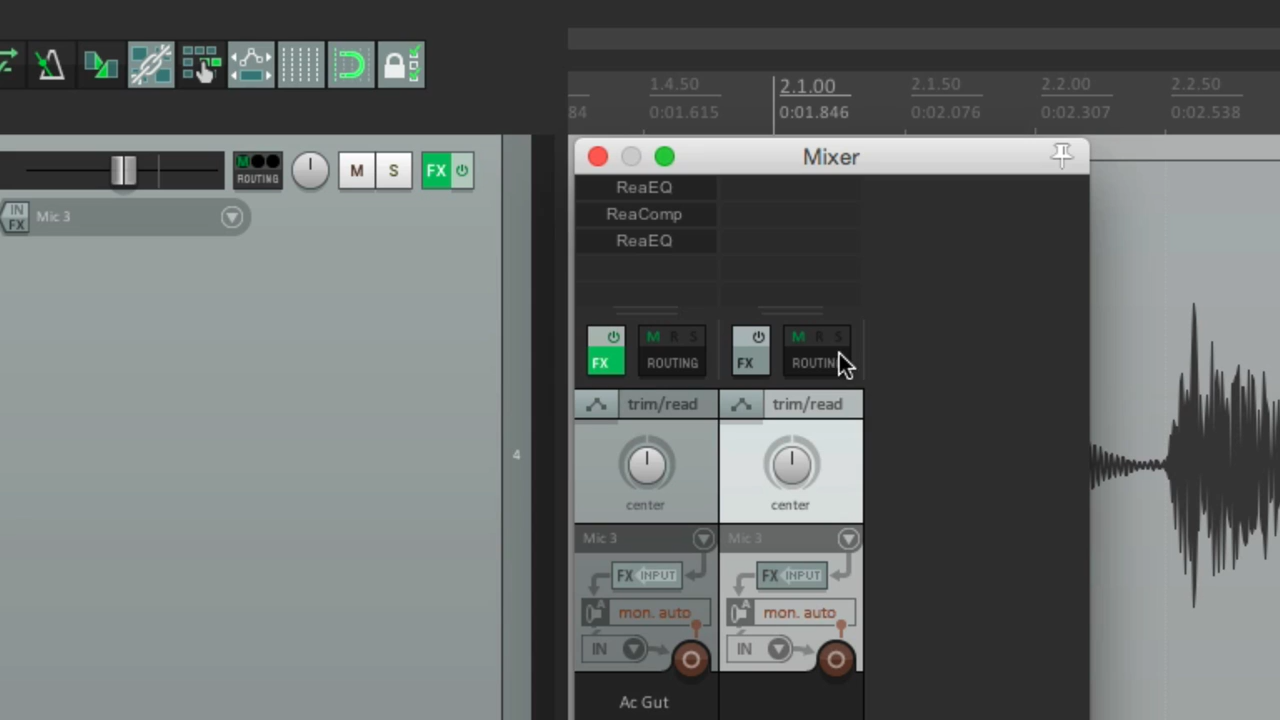 1.4.50 2.1.00 2.1.50 2.2.00 2.2.50
84 0:01.615 0:01.846 0:02.076 0:02.307 0:02.538
Mixer
M
ROUTING
M S FX
IN
FX
Mic 3
ReaEQ
ReaComp
ReaEQ
M R S M R S
FX ROUTING FX ROUTIN
trim/read trim/read
center center
4
Mic 3 Mic 3
FX INPUT FX INPUT
A mon. auto A mon. auto
IN IN
Ac Gut